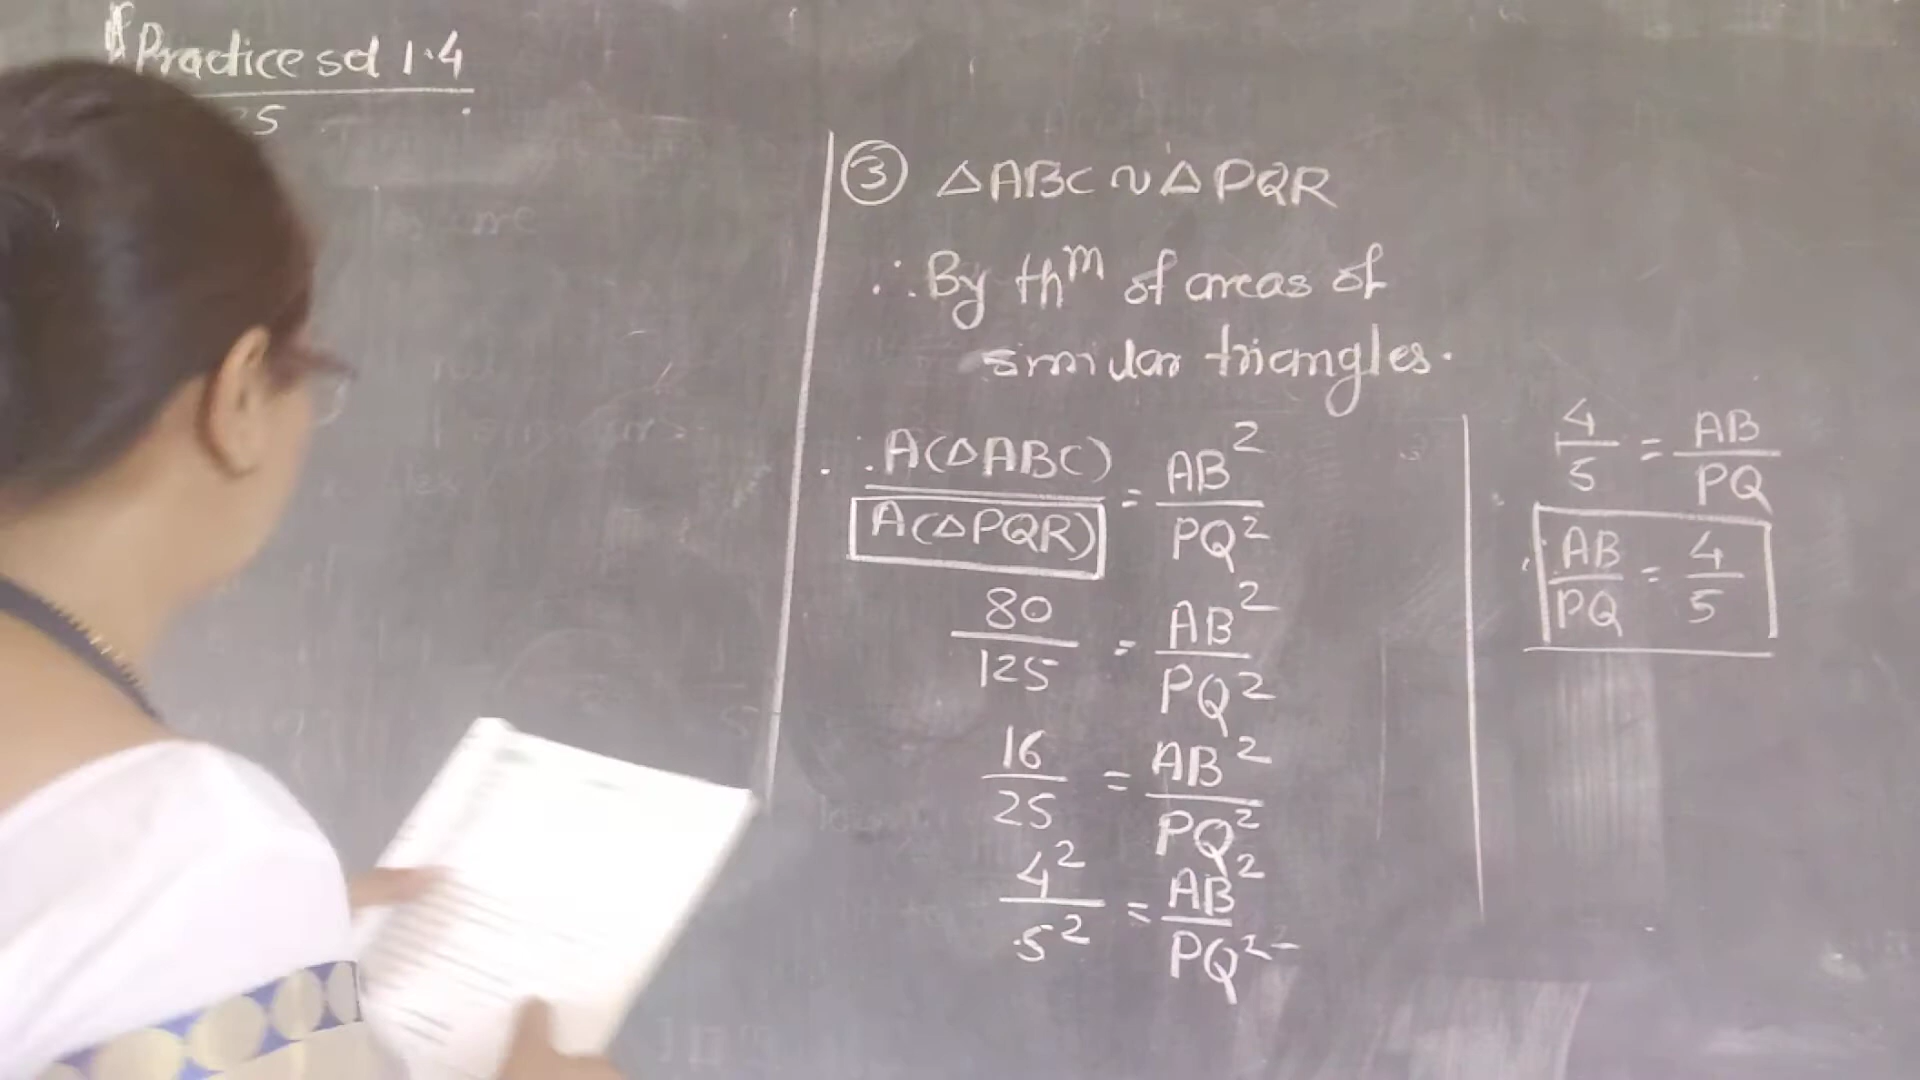 Practice set 1.4
5
③ △ABC ~ △PQR
∴ By thᵐ of areas of
similar triangles.
∴ A(△ABC) / A(△PQR) = AB² / PQ²
80 / 125 = AB² / PQ²
16 / 25 = AB² / PQ²
4² / 5² = AB² / PQ²
4 / 5 = AB / PQ
∴ AB / PQ = 4 / 5